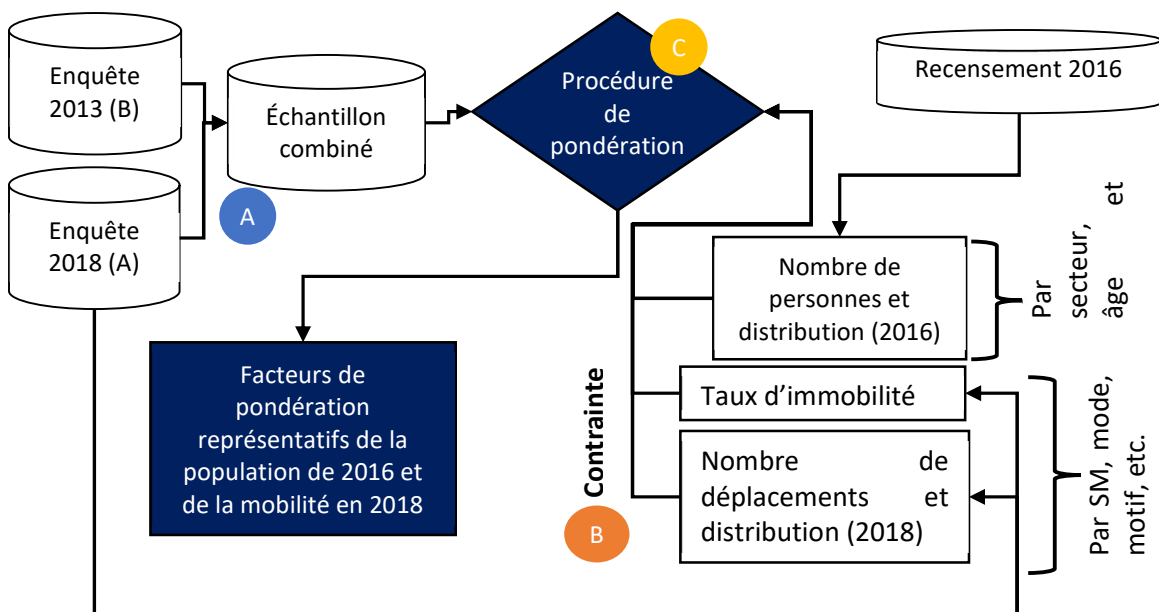 Enquête
2013 (B)
Enquête
2018 (A)
Échantillon
combiné
A
C
Procédure
de
pondération
Recensement 2016
Nombre de
personnes et
distribution (2016)
Par
secteur,
âge et
Facteurs de
pondération
représentatifs de la
population de 2016 et
de la mobilité en 2018
Contrainte
B
Taux d’immobilité
Nombre de
déplacements et
distribution (2018)
Par SM, mode,
motif, etc.